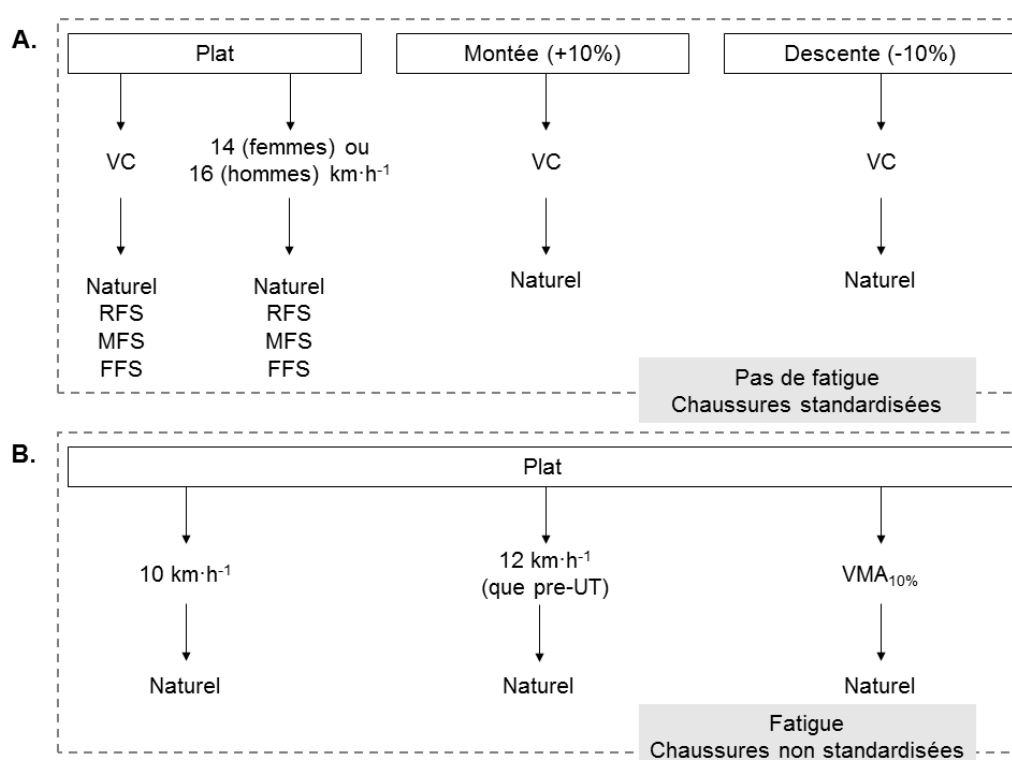 A.
Plat
Montée (+10%)
Descente (-10%)
VC
14 (femmes) ou
16 (hommes) km·h⁻¹
VC
VC
Naturel
RFS
MFS
FFS
Naturel
RFS
MFS
FFS
Naturel
Naturel
Pas de fatigue
Chaussures standardisées
B.
Plat
10 km·h⁻¹
12 km·h⁻¹
(que pre-UT)
VMA₁₀%
Naturel
Naturel
Naturel
Fatigue
Chaussures non standardisées